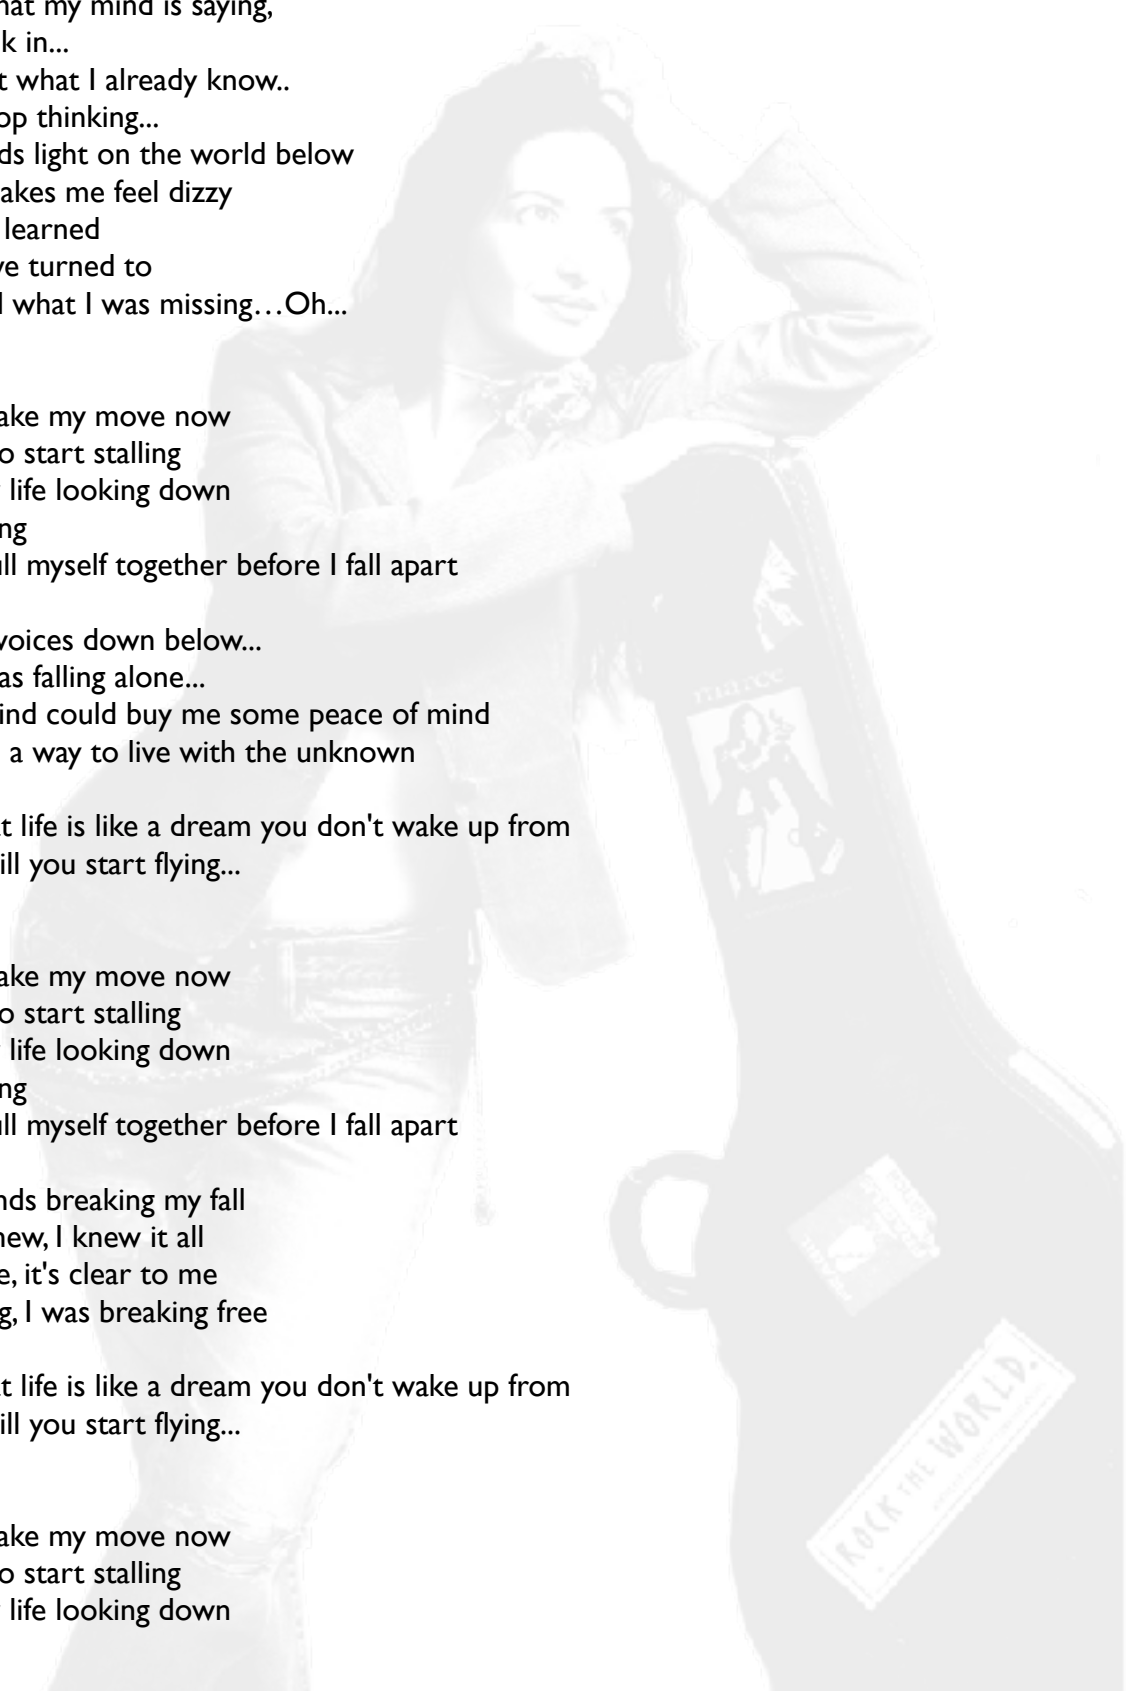 hat my mind is saying,
k in...
t what I already know..
op thinking...
ds light on the world below
akes me feel dizzy
learned
ve turned to
l what I was missing…Oh...
ake my move now
o start stalling
life looking down
ng
ull myself together before I fall apart
voices down below...
as falling alone...
ind could buy me some peace of mind
a way to live with the unknown
t life is like a dream you don't wake up from
ill you start flying...
ake my move now
o start stalling
life looking down
ng
ull myself together before I fall apart
nds breaking my fall
new, I knew it all
e, it's clear to me
g, I was breaking free
t life is like a dream you don't wake up from
ill you start flying...
ake my move now
o start stalling
life looking down
ROCK THE WORLD.